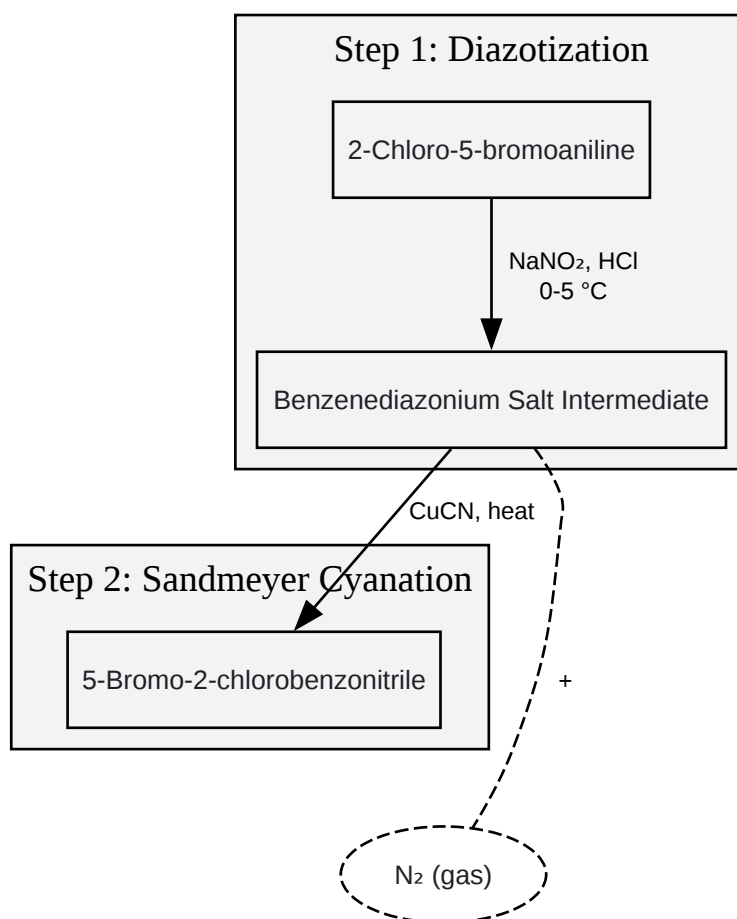 Step 1: Diazotization
2-Chloro-5-bromoaniline
NaNO₂, HCl
0-5 °C
Benzenediazonium Salt Intermediate
CuCN, heat
Step 2: Sandmeyer Cyanation
5-Bromo-2-chlorobenzonitrile
+
N₂ (gas)